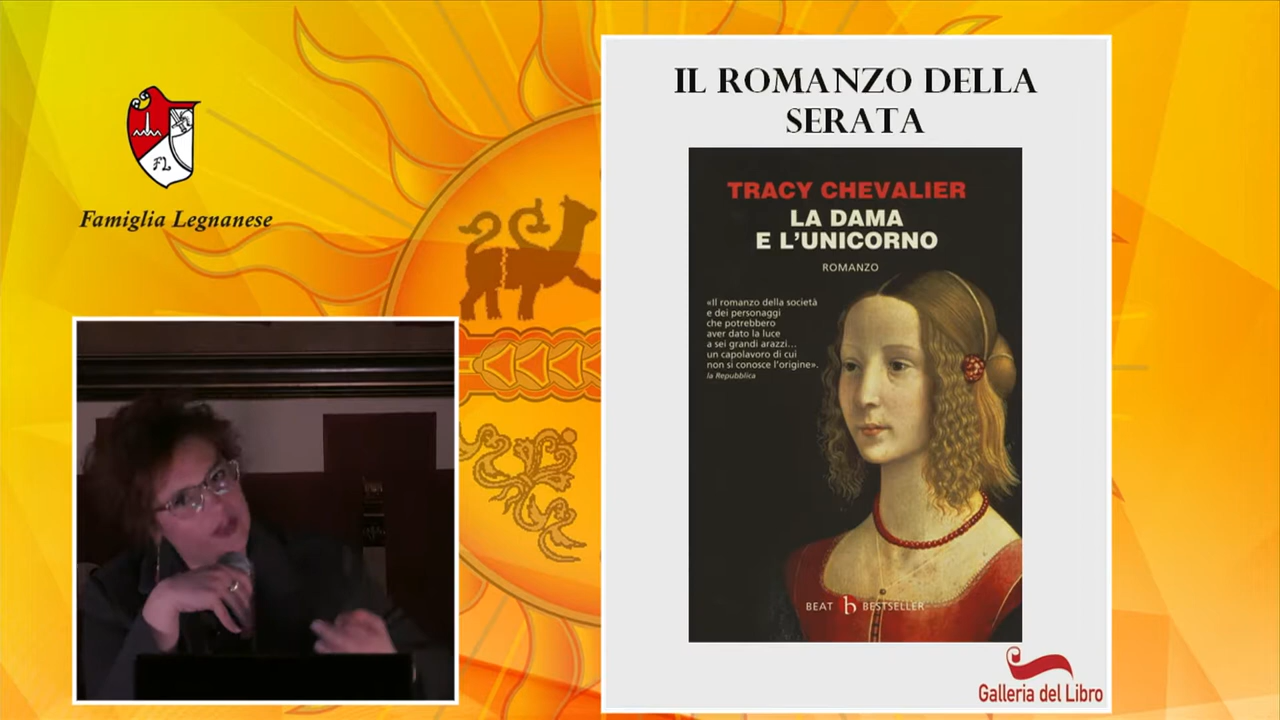 FL
Famiglia Legnanese
IL ROMANZO DELLA
SERATA
TRACY CHEVALIER
LA DAMA
E L'UNICORNO
ROMANZO
«Il romanzo della società
e dei personaggi
che potrebbero
aver dato la luce
a sei grandi arazzi...
un capolavoro di cui
non si conosce l'origine».
la Repubblica
BEAT b BESTSELLER
Galleria del Libro